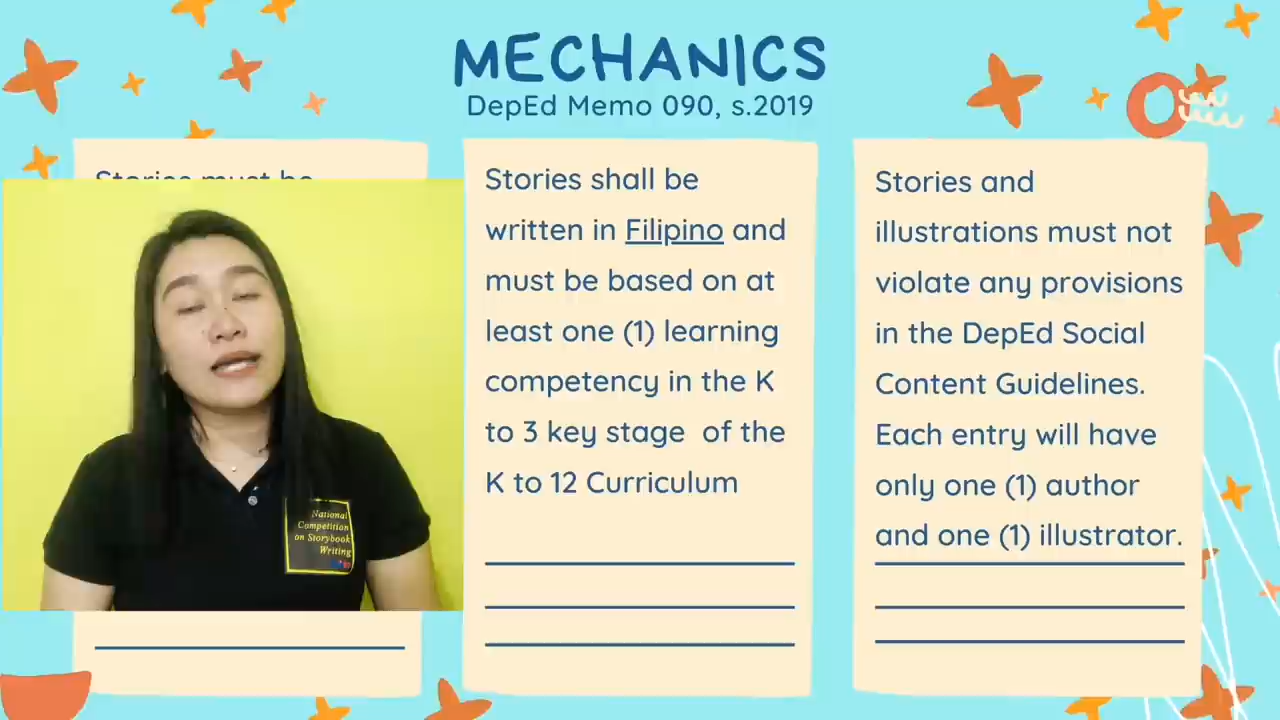 MECHANICS
DepEd Memo 090, s.2019
Stories must be
Stories shall be
written in Filipino and
must be based on at
least one (1) learning
competency in the K
to 3 key stage of the
K to 12 Curriculum
Stories and
illustrations must not
violate any provisions
in the DepEd Social
Content Guidelines.
Each entry will have
only one (1) author
and one (1) illustrator.
National
Competition
on Storybook
Writing